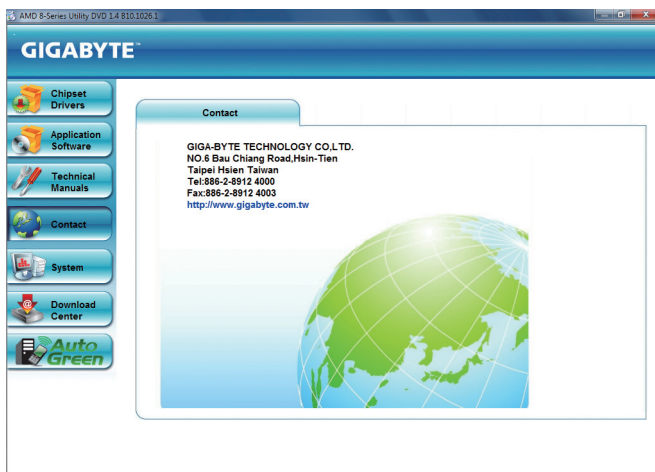 AMD 8-Series Utility DVD 1.4 B10.1026.1
GIGABYTE™
Chipset
Drivers
Application
Software
Technical
Manuals
Contact
System
Download
Center
Auto
Green
Contact
GIGA-BYTE TECHNOLOGY CO,LTD.
NO.6 Bau Chiang Road,Hsin-Tien
Taipei Hsien Taiwan
Tel:886-2-8912 4000
Fax:886-2-8912 4003
http://www.gigabyte.com.tw